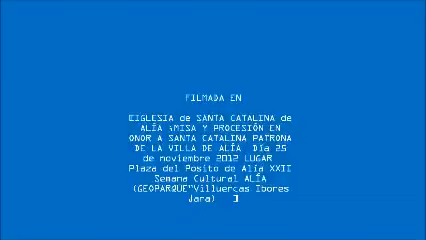 FILMADA EN
IGLESIA de SANTA CATALINA de
ALÍA ¡MISA Y PROCESIÓN EN
ONOR A SANTA CATALINA PATRONA
DE LA VILLA DE ALÍA Día 25
de noviembre 2012 LUGAR
Plaza del Posito de Alía XXII
Semana Cultural ALÍA
(GEOPARQUE"Villuercas Ibores
Jara)